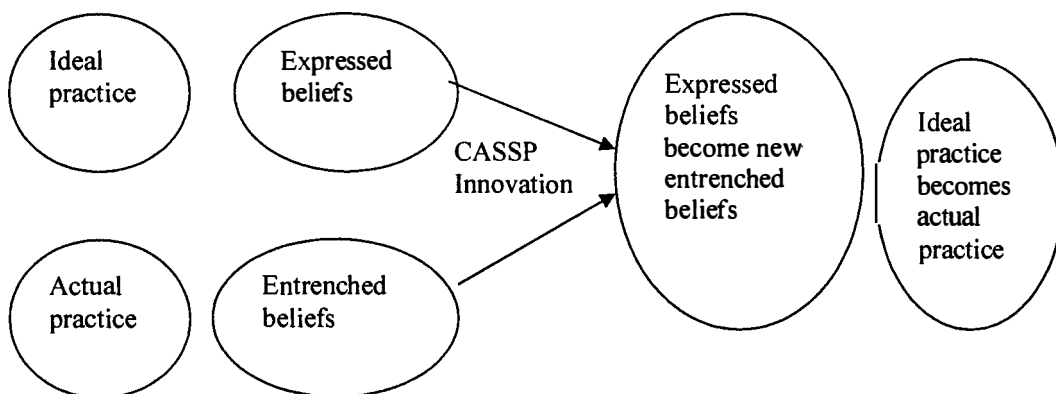 Ideal
practice
Expressed
beliefs
CASSP
Innovation
Expressed
beliefs
become new
entrenched
beliefs
Ideal
practice
becomes
actual
practice
Actual
practice
Entrenched
beliefs